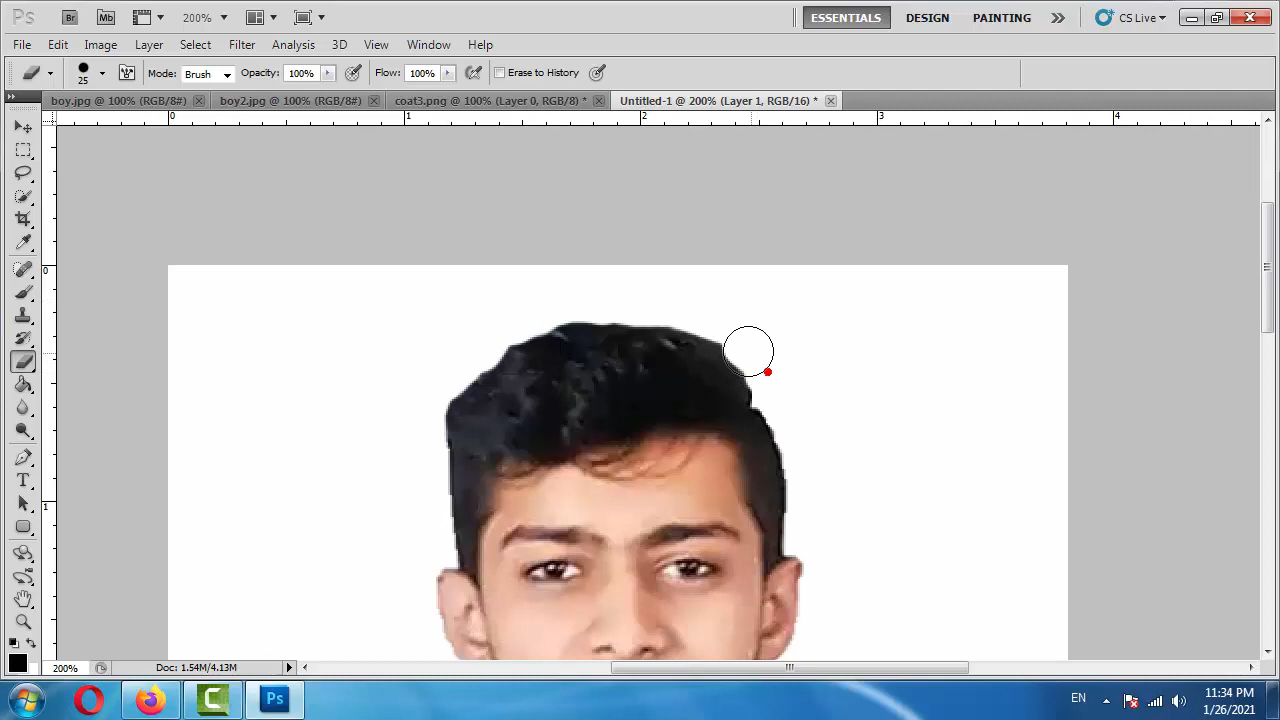 Ps Br Mb 200% ESSENTIALS DESIGN PAINTING CS Live
File Edit Image Layer Select Filter Analysis 3D View Window Help
25 Mode: Brush Opacity: 100% Flow: 100% Erase to History
boy.jpg @ 100% (RGB/8#) boy2.jpg @ 100% (RGB/8#) coat3.png @ 100% (Layer 0, RGB/8) * Untitled-1 @ 200% (Layer 1, RGB/16) *
0 1 2 3 4
0
1
T
200% Doc: 1.54M/4.13M
C Ps EN 11:34 PM
1/26/2021